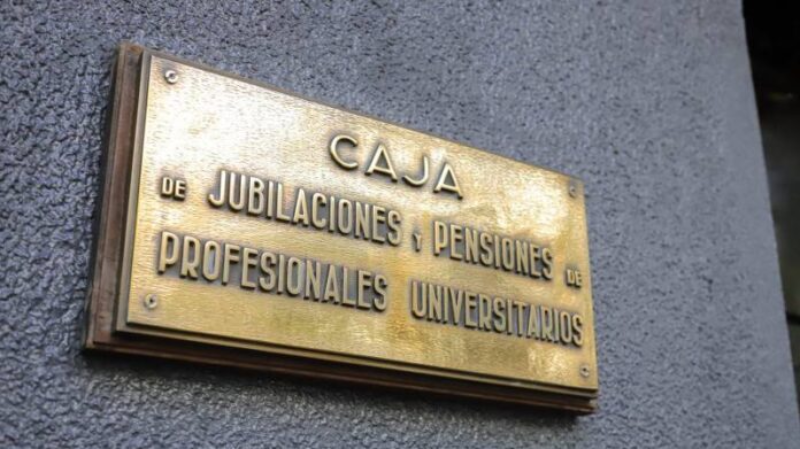 CAJA
DE JUBILACIONES Y PENSIONES DE
PROFESIONALES UNIVERSITARIOS